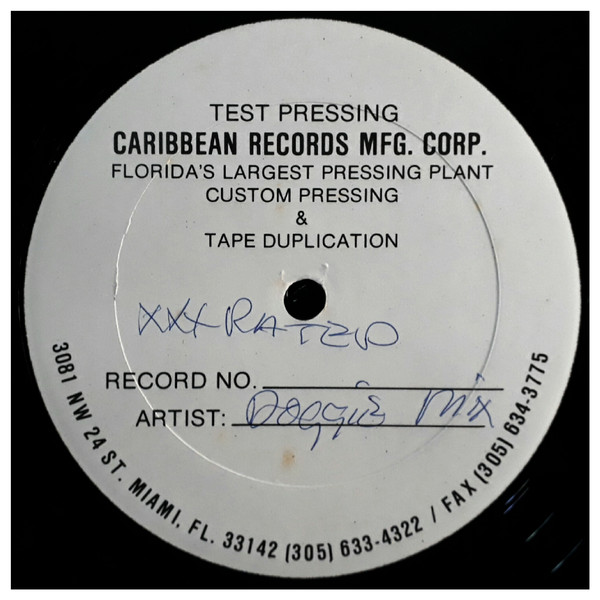 TEST PRESSING
CARIBBEAN RECORDS MFG. CORP.
FLORIDA'S LARGEST PRESSING PLANT
CUSTOM PRESSING
&
TAPE DUPLICATION
XXX RATED
RECORD NO.
ARTIST: Doggie Mix
3081 NW 24 ST. MIAMI, FL. 33142 (305) 633-4322 / FAX (305) 634-3775